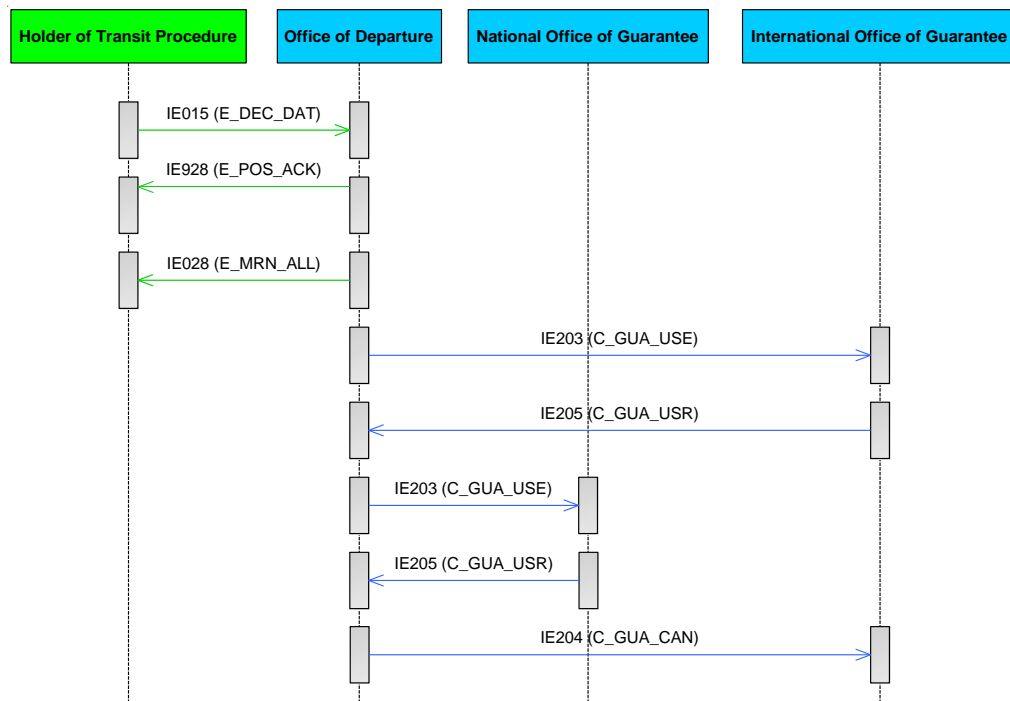 Holder of Transit Procedure
Office of Departure
National Office of Guarantee
International Office of Guarantee
IE015 (E_DEC_DAT)
IE928 (E_POS_ACK)
IE028 (E_MRN_ALL)
IE203 (C_GUA_USE)
IE205 (C_GUA_USR)
IE203 (C_GUA_USE)
IE205 (C_GUA_USR)
IE204 (C_GUA_CAN)